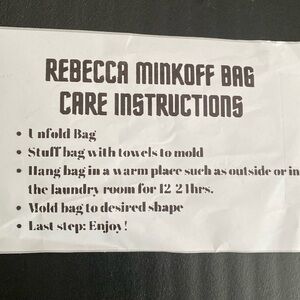 REBECCA MINKOFF BAG
CARE INSTRUCTIONS
• Unfold Bag
• Stuff bag with towels to mold
• Hang bag in a warm place such as outside or in
the laundry room for 12-24hrs.
• Mold bag to desired shape
• Last step: Enjoy!